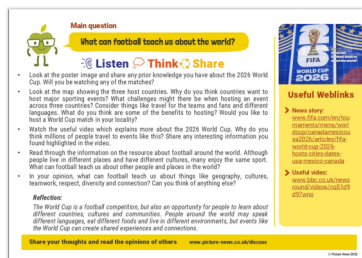 Main question
What can football teach us about the world?
Listen Think Share
• Look at the poster image and share any prior knowledge you have about the 2026 World
Cup. Will you be watching any of the matches?
• Look at the map showing the three host countries. Why do you think countries want to
host major sporting events? What challenges might there be when hosting an event
across three countries? Consider things like travel for the teams and fans and different
languages. What do you think are some of the benefits to hosting? Would you like to
host a World Cup match in your locality?
• Watch the useful video which explains more about the 2026 World Cup. Why do you
think millions of people travel to events like this? Share any interesting information you
found highlighted in the video.
• Read through the information on the resource about football around the world. Although
people live in different places and have different cultures, many enjoy the same sport.
What can football teach us about other people and places in the world?
• In your opinion, what can football teach us about things like geography, cultures,
teamwork, respect, diversity and connection? Can you think of anything else?
Reflection:
The World Cup is a football competition, but also an opportunity for people to learn about
different countries, cultures and communities. People around the world may speak
different languages, eat different foods and live in different environments, but events like
the World Cup can create shared experiences and connections.
Share your thoughts and read the opinions of others www.picture-news.co.uk/discuss
FIFA
WORLD CUP
2026
Useful Weblinks
News story:
www.fifa.com/en/tou
rnaments/mens/worl
dcup/canadamexicou
sa2026/articles/fifa-
world-cup-2026-
hosts-cities-dates-
usa-mexico-canada
Useful video:
www.bbc.co.uk/news
round/videos/cq51d9
d97wno
© Picture News 2026